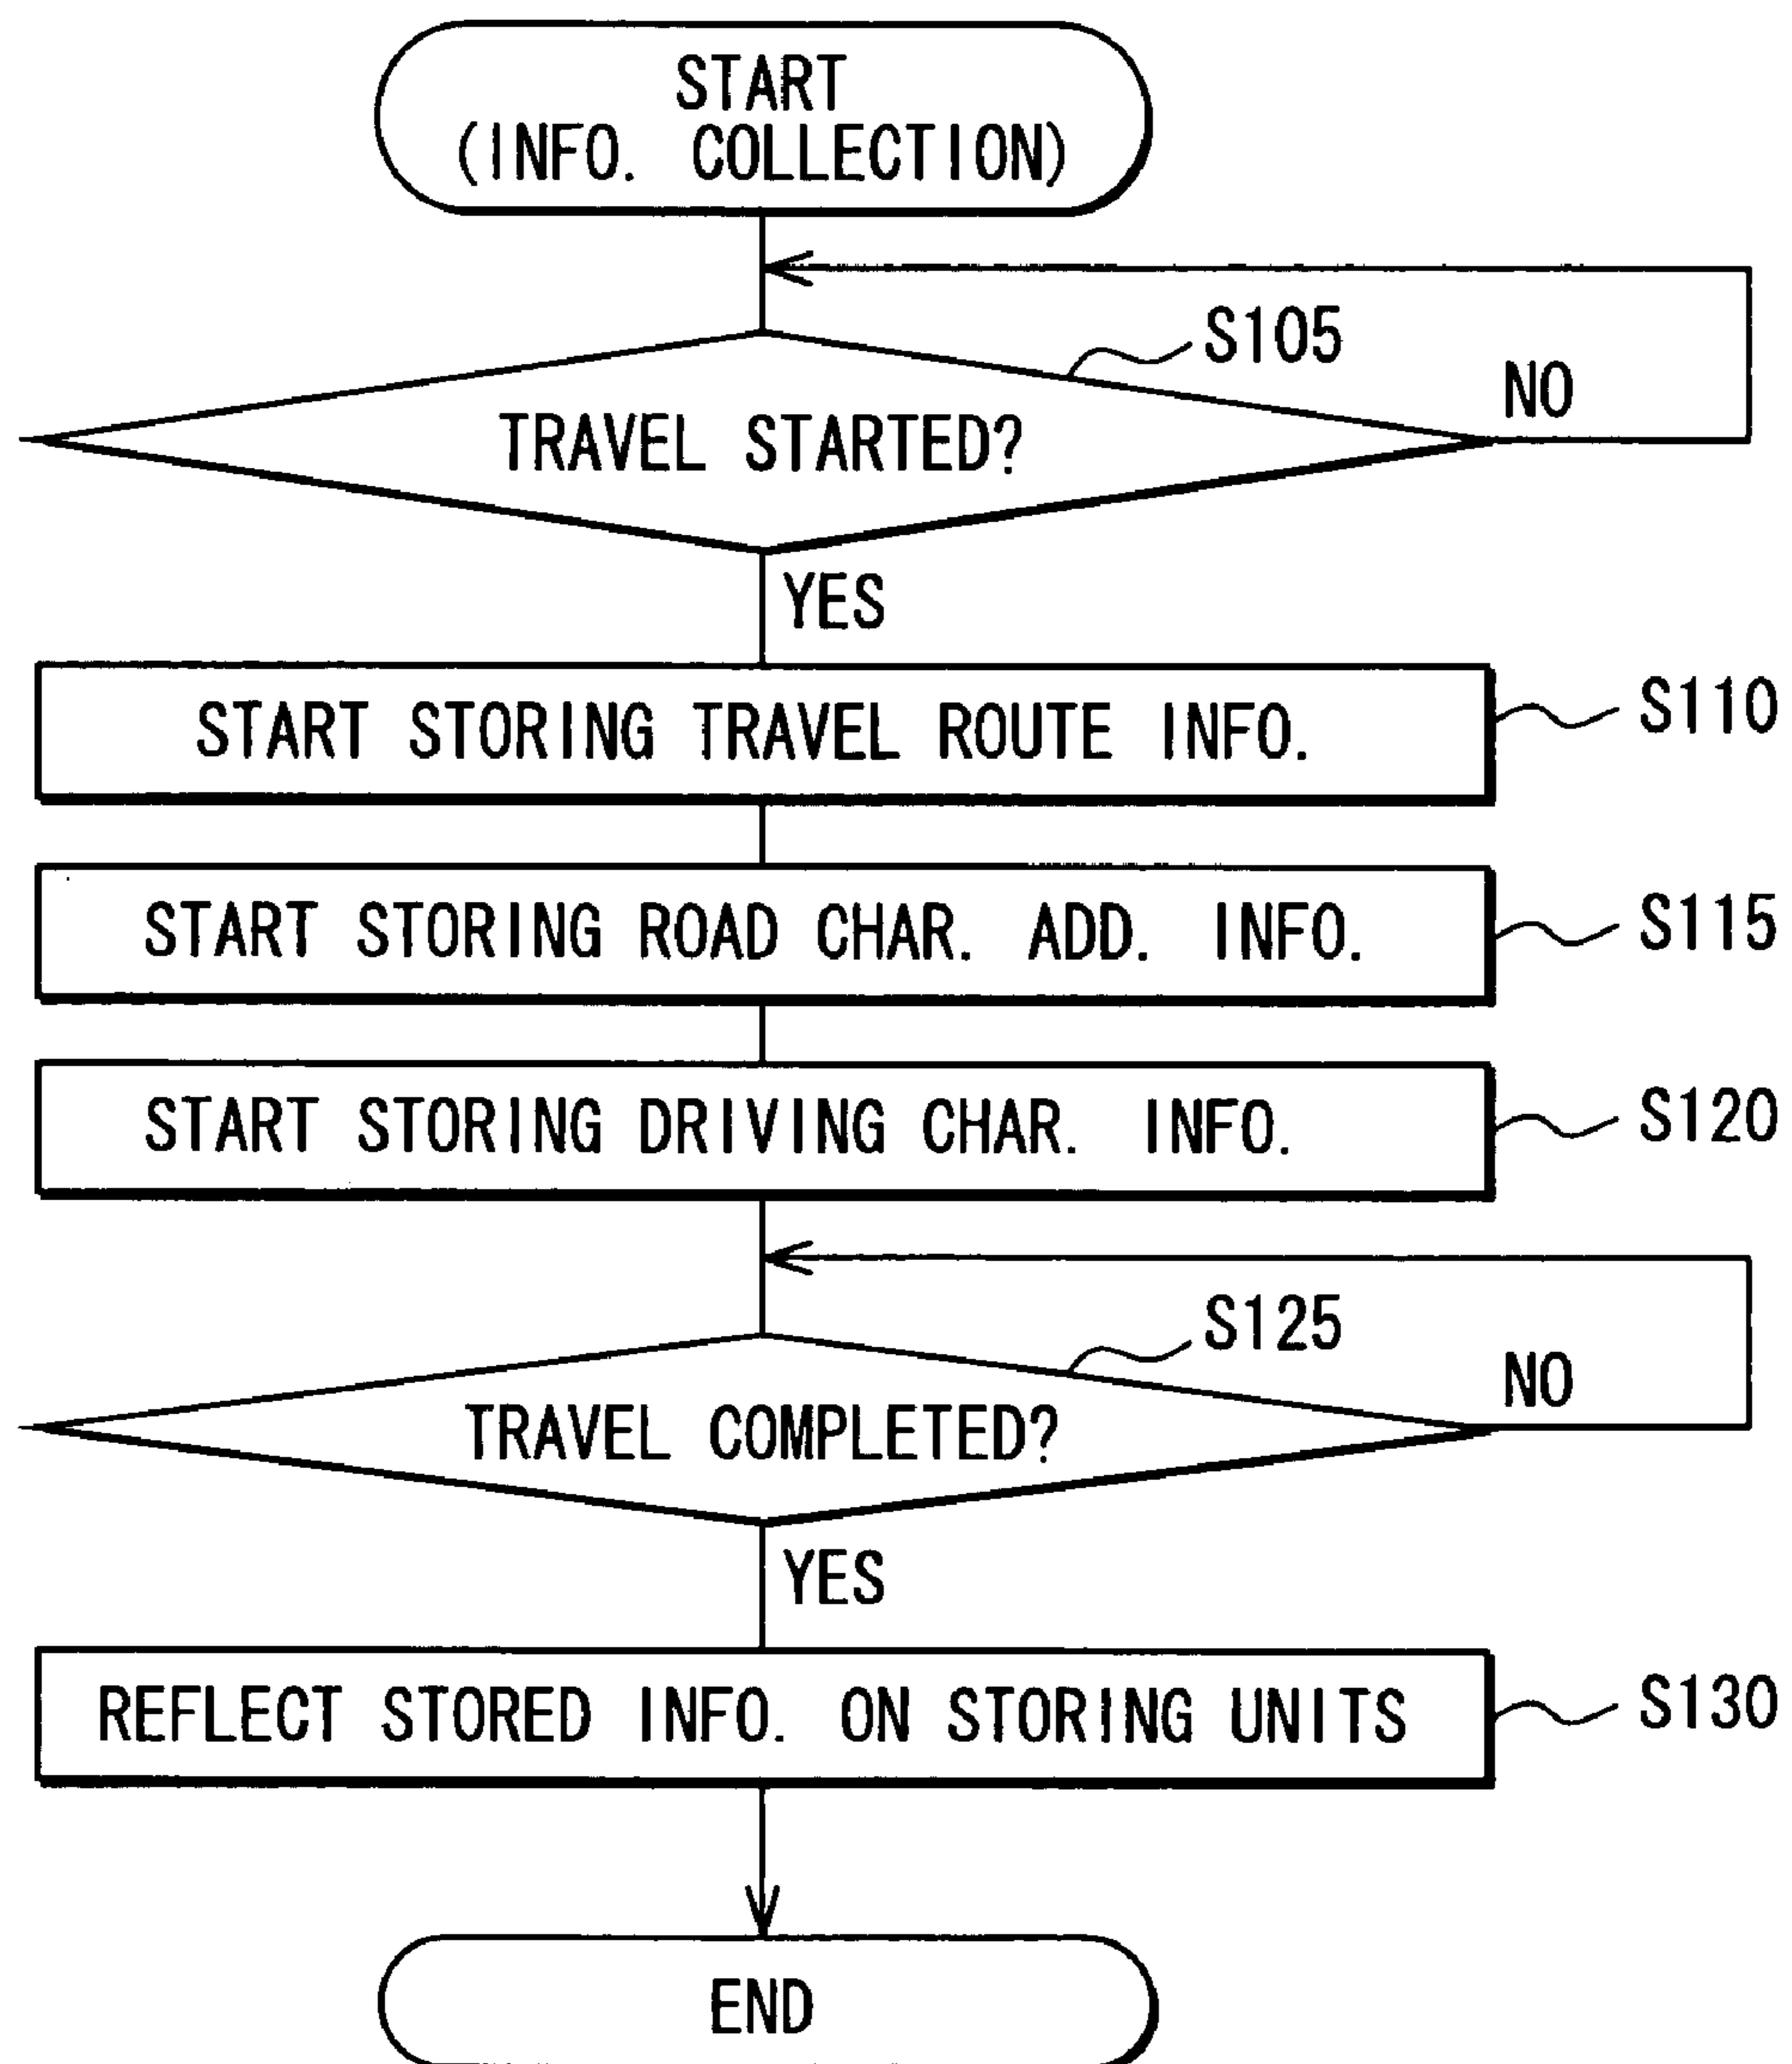 START
(INFO. COLLECTION)
S105
NO
TRAVEL STARTED?
YES
START STORING TRAVEL ROUTE INFO.
S110
START STORING ROAD CHAR. ADD. INFO.
S115
START STORING DRIVING CHAR. INFO.
S120
S125
NO
TRAVEL COMPLETED?
YES
REFLECT STORED INFO. ON STORING UNITS
S130
END